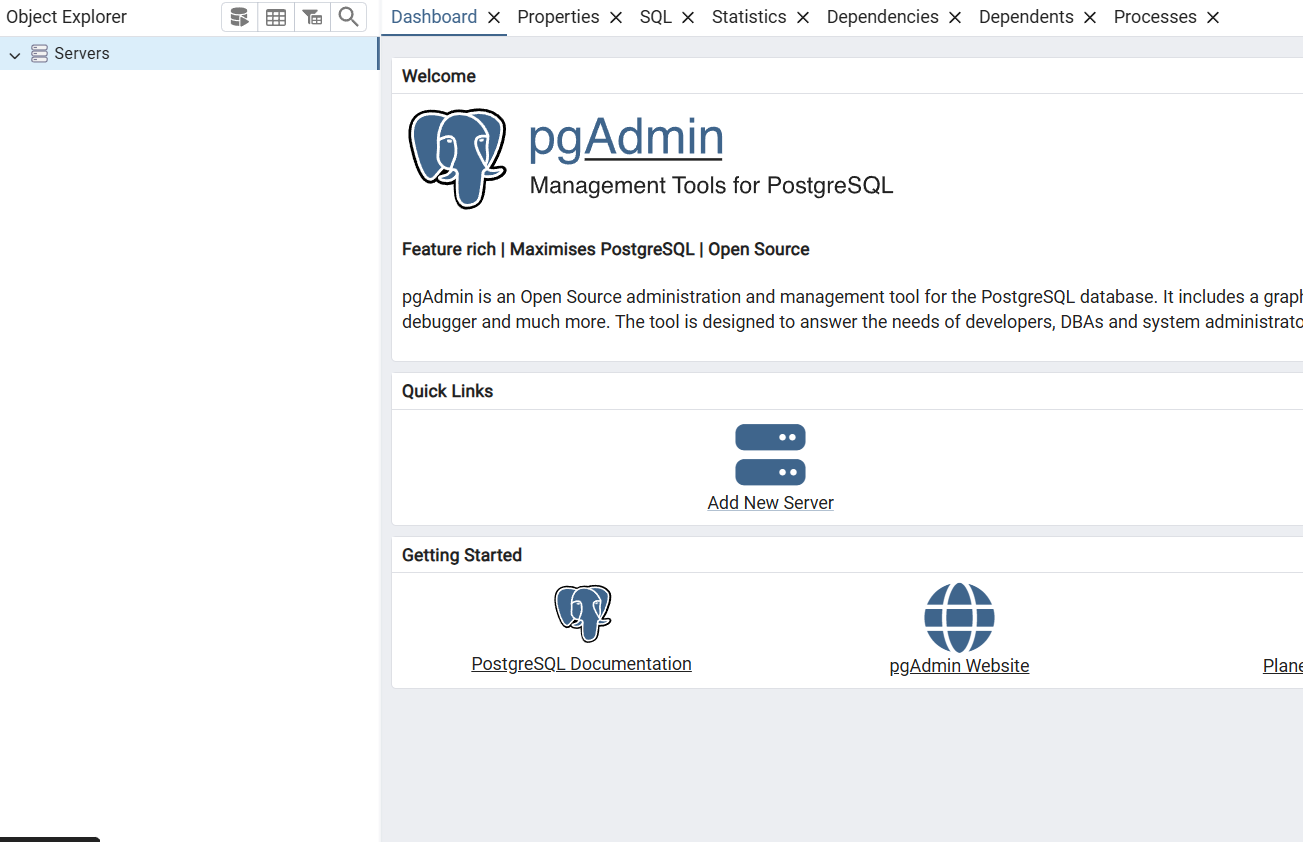 Object Explorer
Dashboard Properties SQL Statistics Dependencies Dependents Processes
Servers
Welcome
pgAdmin
Management Tools for PostgreSQL
Feature rich | Maximises PostgreSQL | Open Source
pgAdmin is an Open Source administration and management tool for the PostgreSQL database. It includes a graph
debugger and much more. The tool is designed to answer the needs of developers, DBAs and system administrato
Quick Links
Add New Server
Getting Started
PostgreSQL Documentation
pgAdmin Website
Plane